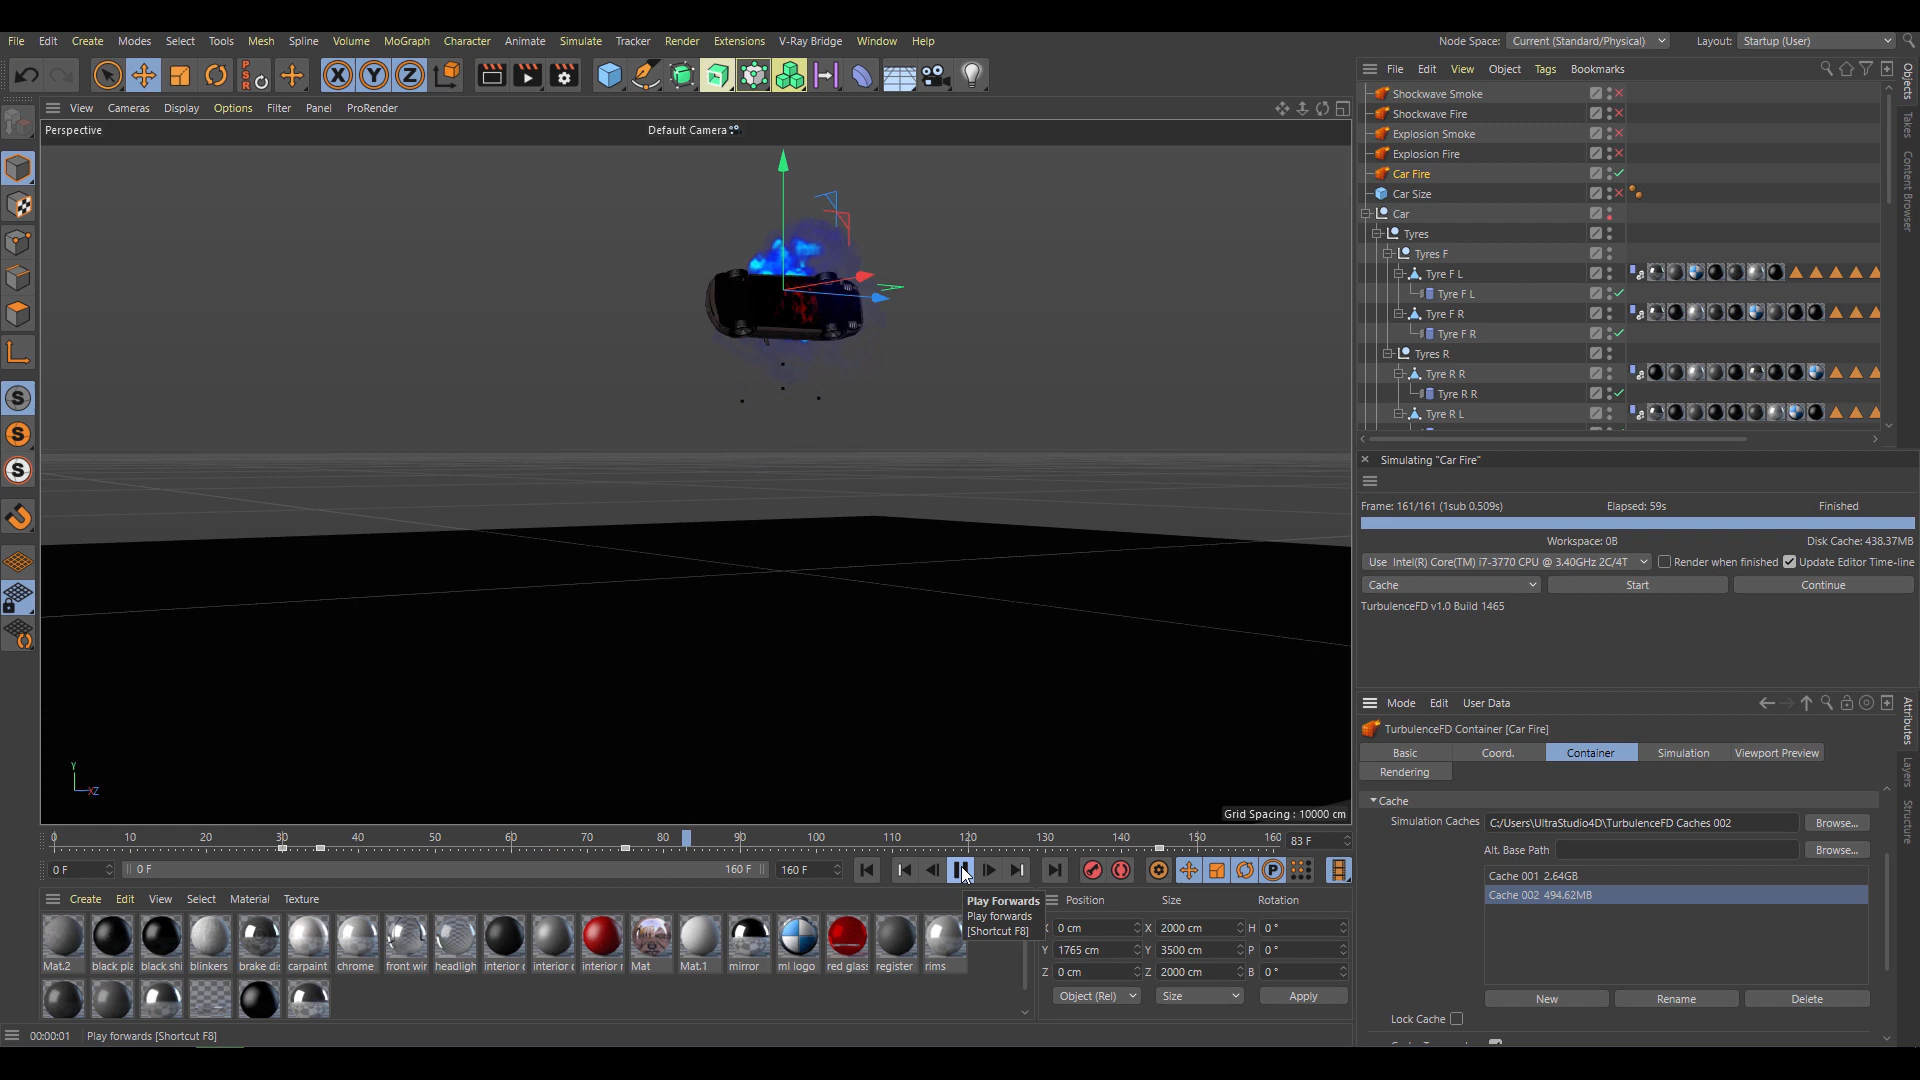 File Edit Create Modes Select Tools Mesh Spline Volume MoGraph Character Animate Simulate Tracker Render Extensions V-Ray Bridge Window Help
Node Space: Current (Standard/Physical) Layout: Startup (User)
PSR X Y Z
View Cameras Display Options Filter Panel ProRender
Perspective
Default Camera
Grid Spacing : 10000 cm
Y
XZ
S
S
S
0 10 20 30 40 50 60 70 80 90 100 110 120 130 140 150 160 83 F
0 F 0 F 160 F 160 F
Play Forwards
Play forwards
[Shortcut F8]
Create Edit View Select Material Texture
Mat.2 black pla black shi blinkers brake dis carpaint chrome front wir headligh interior c interior c interior r Mat Mat.1 mirror ml logo red glass register rims
Position Size Rotation
0 cm X 2000 cm H 0 °
Y 1765 cm Y 3500 cm P 0 °
Z 0 cm Z 2000 cm B 0 °
Object (Rel) Size Apply
00:00:01 Play forwards [Shortcut F8]
File Edit View Object Tags Bookmarks
Shockwave Smoke
Shockwave Fire
Explosion Smoke
Explosion Fire
Car Fire
Car Size
Car
Tyres
Tyres F
Tyre F L
Tyre F L
Tyre F R
Tyre F R
Tyres R
Tyre R R
Tyre R R
Tyre R L
Objects
Takes
Content Browser
Simulating "Car Fire"
Frame: 161/161 (1sub 0.509s) Elapsed: 59s Finished
Workspace: 0B Disk Cache: 438.37MB
Use Intel(R) Core(TM) i7-3770 CPU @ 3.40GHz 2C/4T Render when finished Update Editor Time-line
Cache Start Continue
TurbulenceFD v1.0 Build 1465
Mode Edit User Data
TurbulenceFD Container [Car Fire]
Basic Coord. Container Simulation Viewport Preview
Rendering
Cache
Simulation Caches C:/Users\UltraStudio4D\TurbulenceFD Caches 002 Browse...
Alt. Base Path Browse...
Cache 001 2.64GB
Cache 002 494.62MB
New Rename Delete
Lock Cache
Attributes
Layers
Structure